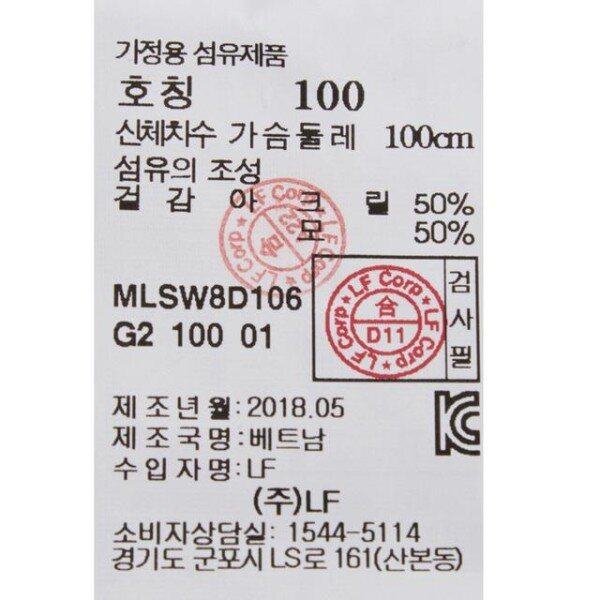 가정용 섬유제품
호칭 100
신체차수 가슴둘레 100cm
섬유의 조성
겉감 아크릴 50%
모 50%
MLSW8D106
G2 100 01
LF Corp ★ LF Corp ★ LF Corp ★
合
D11
검사필
제조년월:2018.05
제조국명:베트남
수입자명:LF
(주)LF
소비자상담실: 1544-5114
경기도 군포시 LS로 161(산본동)